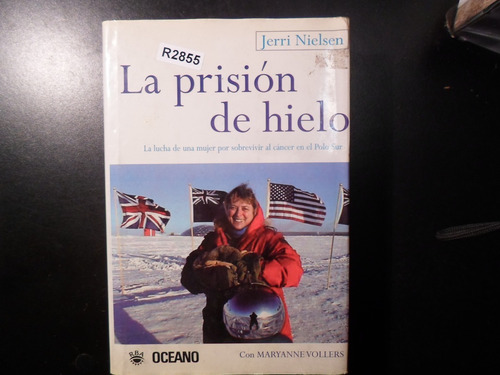 Jerri Nielsen
R2855
La prisión
de hielo
La lucha de una mujer por sobrevivir al cáncer en el Polo Sur
RBA
OCEANO
Con MARYANNE VOLLERS